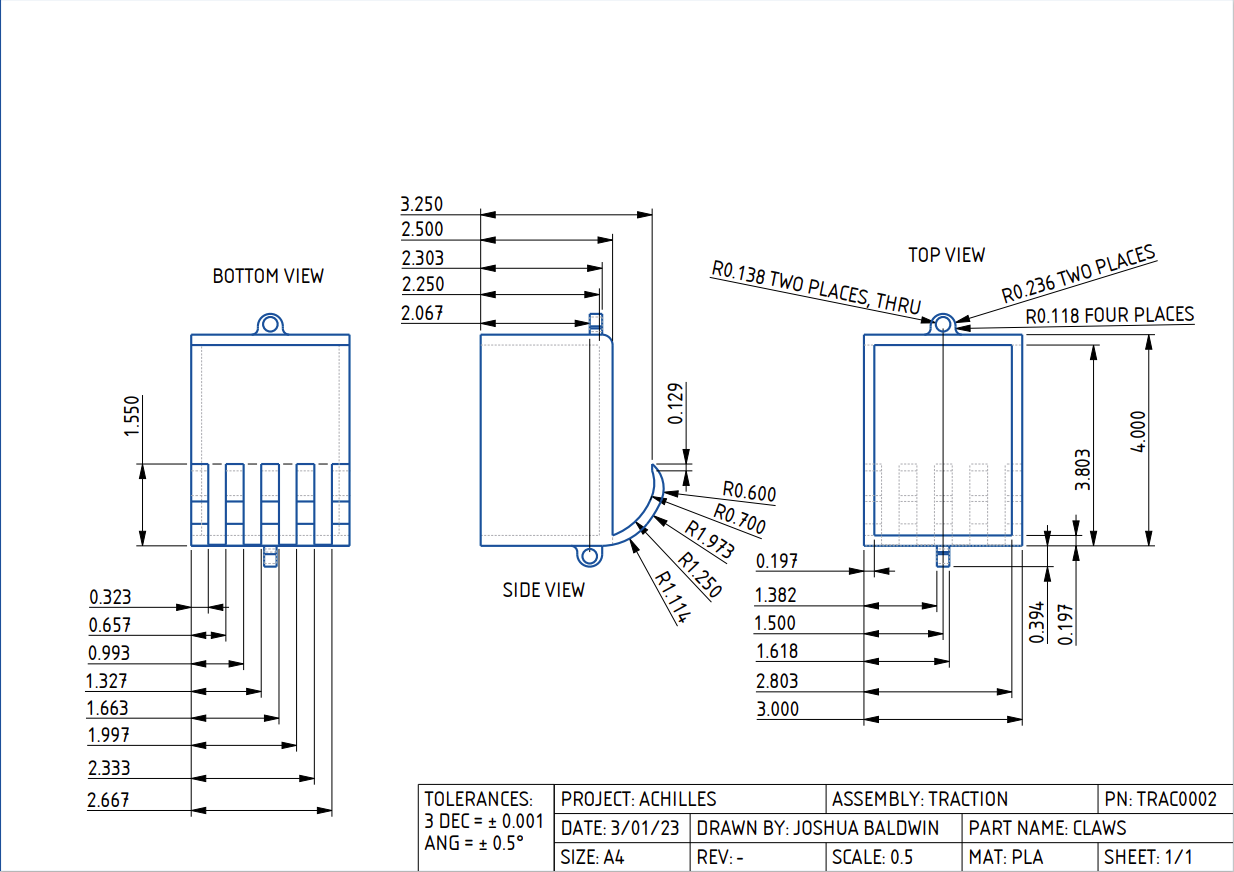 BOTTOM VIEW
1.550
0.323
0.657
0.993
1.327
1.663
1.997
2.333
2.667
3.250
2.500
2.303
2.250
2.067
0.129
R0.600
R0.700
R1.973
R1.250
R1.114
SIDE VIEW
TOP VIEW
R0.138 TWO PLACES, THRU
R0.236 TWO PLACES
R0.118 FOUR PLACES
4.000
3.803
0.197
1.382
1.500
1.618
2.803
3.000
0.394
0.197
TOLERANCES:
3 DEC = ± 0.001
ANG = ± 0.5°
PROJECT: ACHILLES
ASSEMBLY: TRACTION
PN: TRAC0002
DATE: 3/01/23
DRAWN BY: JOSHUA BALDWIN
PART NAME: CLAWS
SIZE: A4
REV: -
SCALE: 0.5
MAT: PLA
SHEET: 1/1